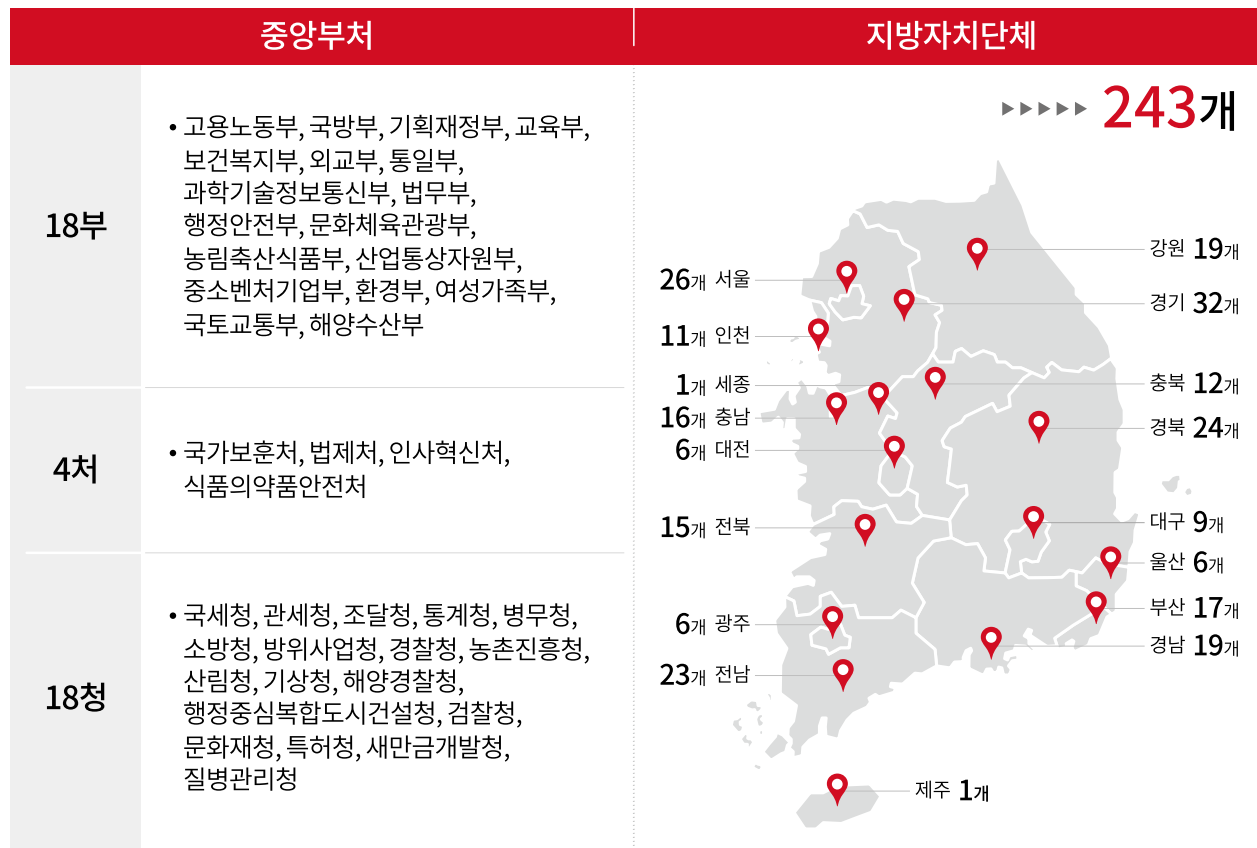 중앙부처
18부
• 고용노동부, 국방부, 기획재정부, 교육부,
보건복지부, 외교부, 통일부,
과학기술정보통신부, 법무부,
행정안전부, 문화체육관광부,
농림축산식품부, 산업통상자원부,
중소벤처기업부, 환경부, 여성가족부,
국토교통부, 해양수산부
4처
• 국가보훈처, 법제처, 인사혁신처,
식품의약품안전처
18청
• 국세청, 관세청, 조달청, 통계청, 병무청,
소방청, 방위사업청, 경찰청, 농촌진흥청,
산림청, 기상청, 해양경찰청,
행정중심복합도시건설청, 검찰청,
문화재청, 특허청, 새만금개발청,
질병관리청
지방자치단체
243개
26개 서울
11개 인천
1개 세종
16개 충남
6개 대전
15개 전북
6개 광주
23개 전남
강원 19개
경기 32개
충북 12개
경북 24개
대구 9개
울산 6개
부산 17개
경남 19개
제주 1개